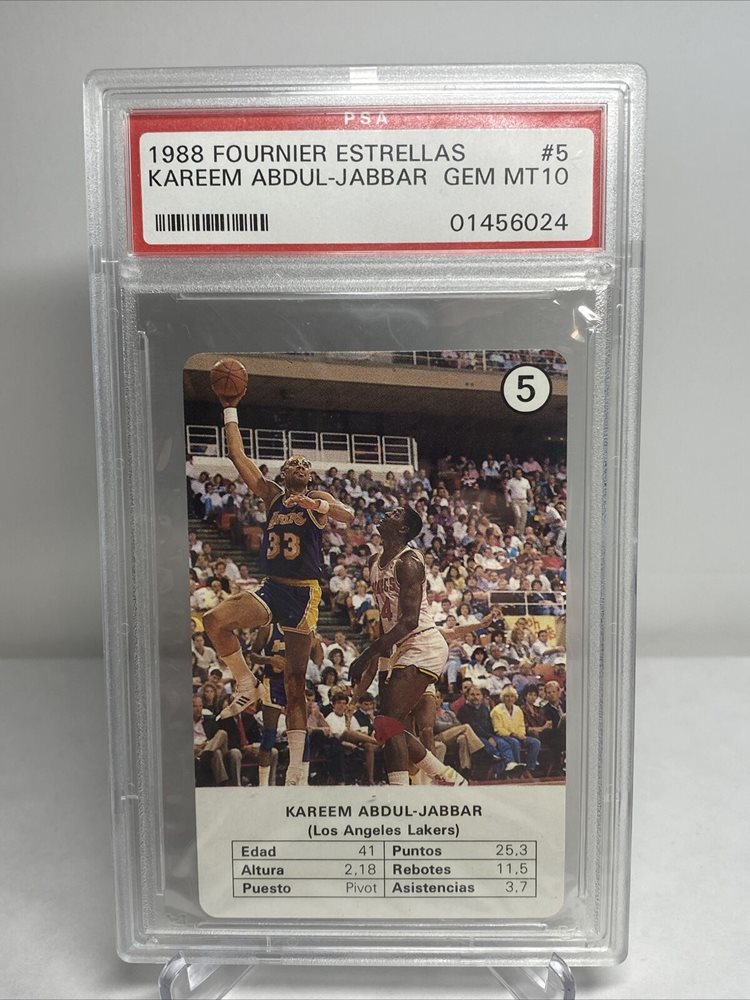 PSA
1988 FOURNIER ESTRELLAS #5
KAREEM ABDUL-JABBAR GEM MT10
01456024
5
33
KAREEM ABDUL-JABBAR
(Los Angeles Lakers)
Edad 41 Puntos 25,3
Altura 2,18 Rebotes 11,5
Puesto Pivot Asistencias 3,7